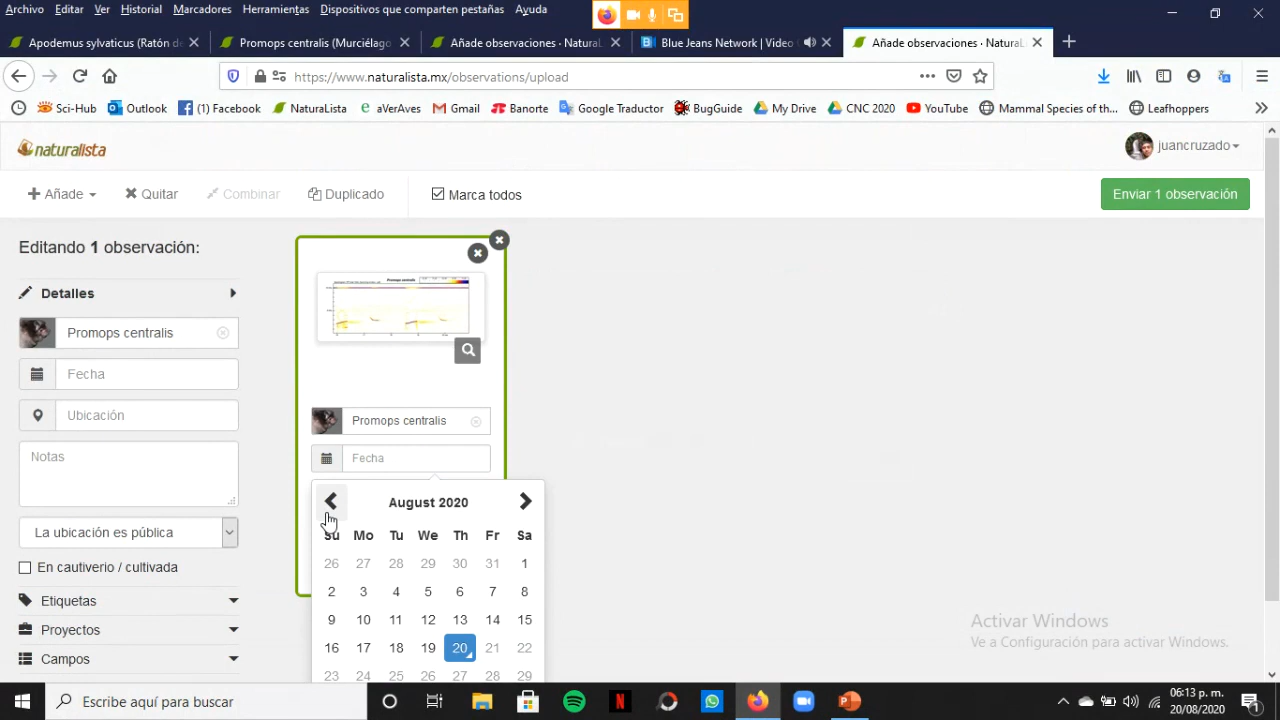 Archivo Editar Ver Historial Marcadores Herramientas Dispositivos que comparten pestañas Ayuda
Apodemus sylvaticus (Ratón de Promops centralis (Murciélago Añade observaciones - Natural. Blue Jeans Network | Video Añade observaciones - Natural.
https://www.naturalista.mx/observations/upload
Sci-Hub Outlook (1) Facebook NaturaLista aVerAves Gmail Banorte Google Traductor BugGuide My Drive CNC 2020 YouTube Mammal Species of th... Leafhoppers
naturalista juancruzado
Añade Quitar Combinar Duplicado Marca todos Enviar 1 observación
Editando 1 observación:
Detalles
Promops centralis
Promops centralis
Fecha
Ubicación
Promops centralis
Notas
Fecha
August 2020
La ubicación es pública
Su Mo Tu We Th Fr Sa
En cautiverio / cultivada
26 27 28 29 30 31 1
2 3 4 5 6 7 8
Etiquetas
9 10 11 12 13 14 15
Proyectos
16 17 18 19 20 21 22
Campos
23 24 25 26 27 28 29
Activar Windows
Ve a Configuración para activar Windows.
Escribe aquí para buscar
06:13 p. m.
20/08/2020
1